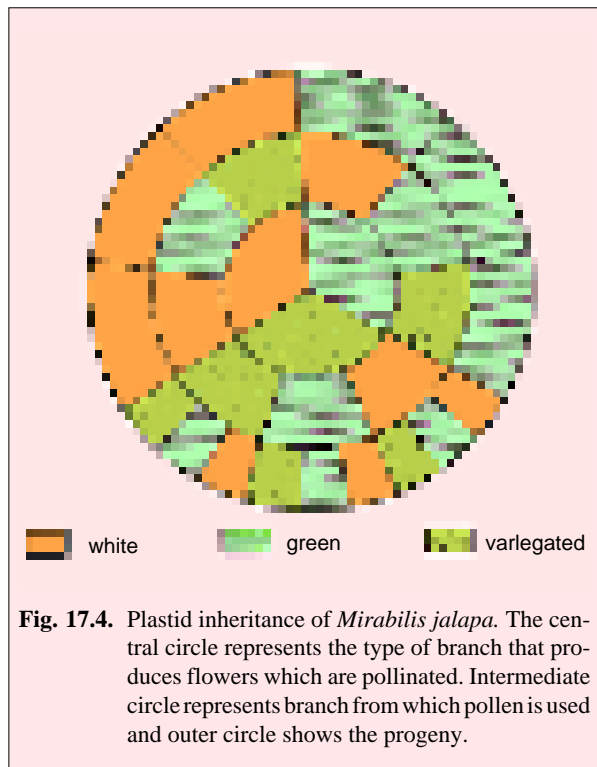 white green varlegated
Fig. 17.4. Plastid inheritance of Mirabilis jalapa. The cen-
tral circle represents the type of branch that pro-
duces flowers which are pollinated. Intermediate
circle represents branch from which pollen is used
and outer circle shows the progeny.